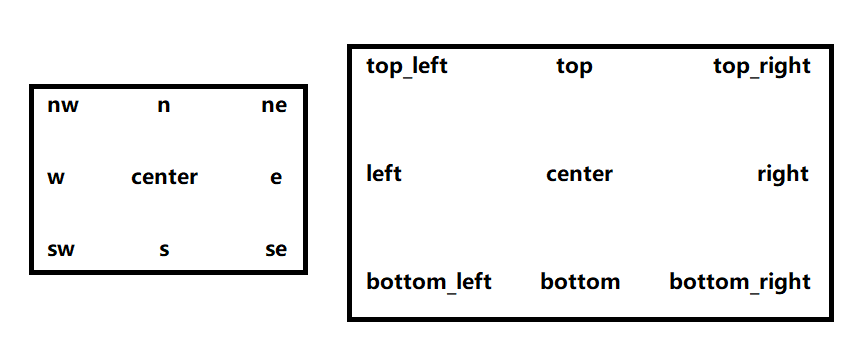 nw n ne
w center e
sw s se
top_left top top_right
left center right
bottom_left bottom bottom_right